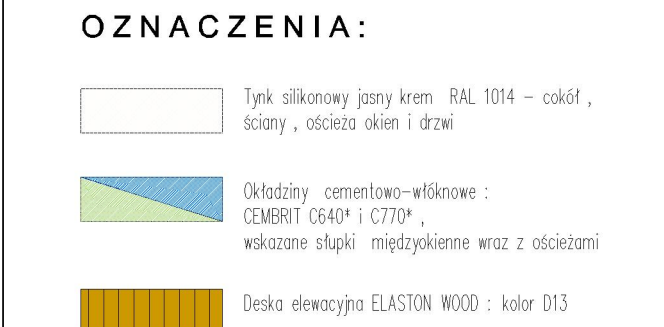 OZNACZENIA:
Tynk silikonowy jasny krem RAL 1014 – cokół ,
ściany , ościeża okien i drzwi
Okładziny cementowo–włóknowe :
CEMBRIT C640* i C770* ,
wskazane słupki międzyokienne wraz z ościeżami
Deska elewacyjna ELASTON WOOD : kolor D13